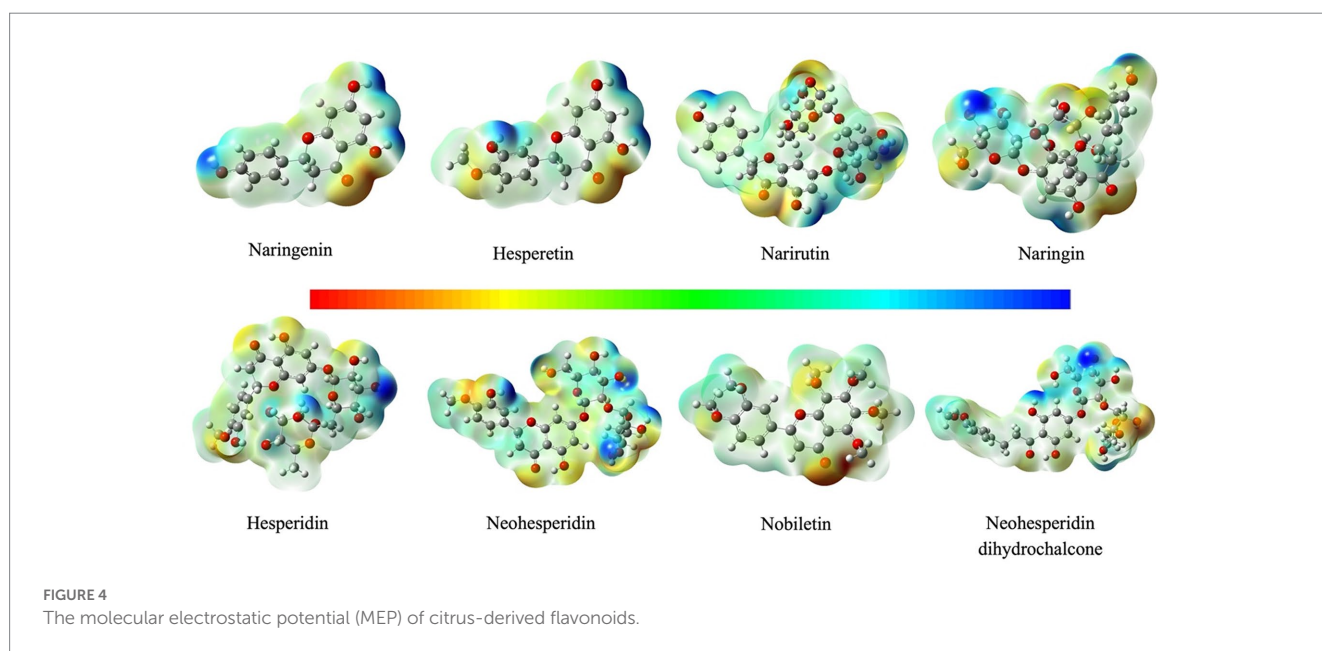 Naringenin
Hesperetin
Narirutin
Naringin
Hesperidin
Neohesperidin
Nobiletin
Neohesperidin
dihydrochalcone
FIGURE 4
The molecular electrostatic potential (MEP) of citrus-derived flavonoids.